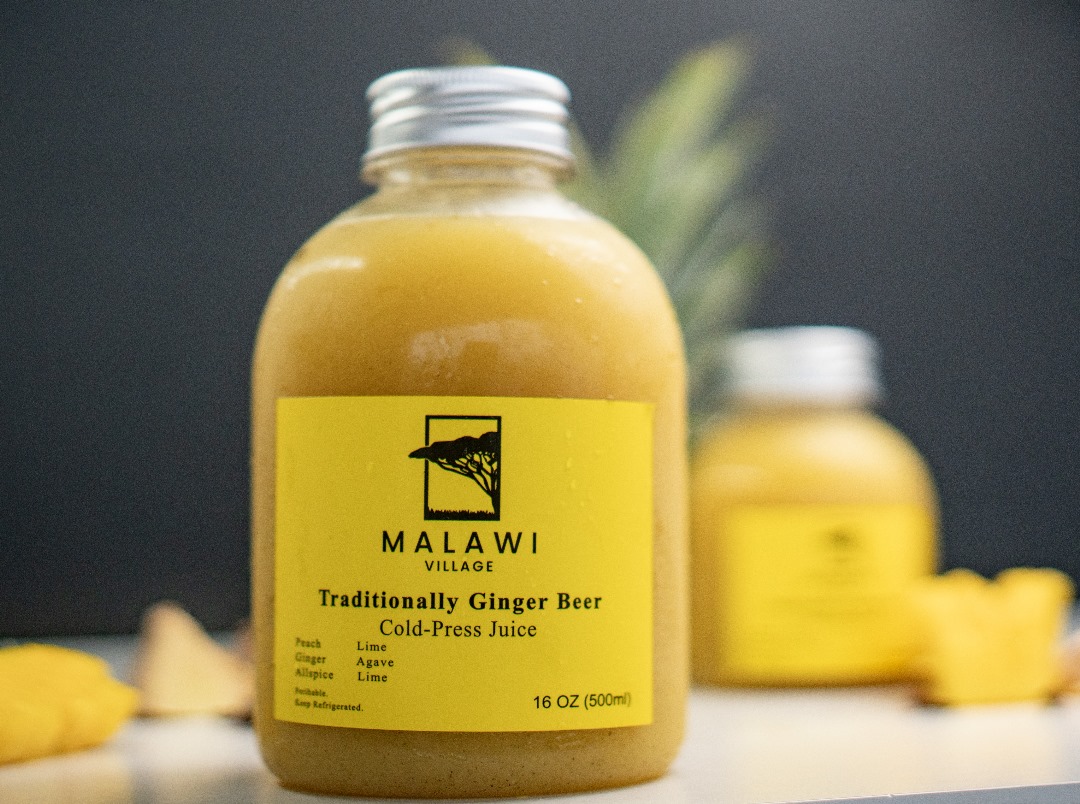 MALAWI
VILLAGE
Traditionally Ginger Beer
Cold-Press Juice
Peach Lime
Ginger Agave
Allspice Lime
Perihable.
Keep Refrigerated.
16 OZ (500ml)